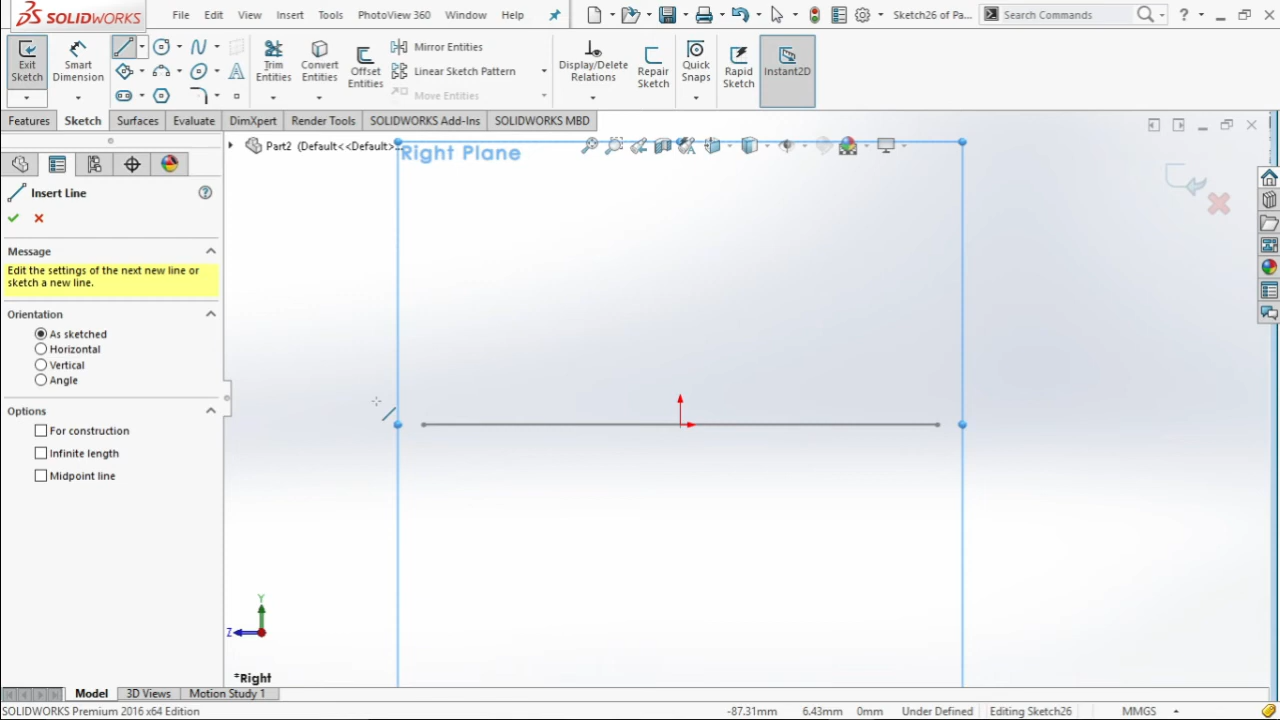 SOLIDWORKS File Edit View Insert Tools PhotoView 360 Window Help Sketch26 of Pa... Search Commands
Exit Sketch
Smart Dimension
Trim Entities
Convert Entities
Offset Entities
Mirror Entities
Linear Sketch Pattern
Move Entities
Display/Delete Relations
Repair Sketch
Quick Snaps
Rapid Sketch
Instant2D
Features Sketch Surfaces Evaluate DimXpert Render Tools SOLIDWORKS Add-Ins SOLIDWORKS MBD
Part2 (Default<<Default>...
Right Plane
Insert Line
Message
Edit the settings of the next new line or
sketch a new line.
Orientation
As sketched
Horizontal
Vertical
Angle
Options
For construction
Infinite length
Midpoint line
Y
Z
*Right
Model 3D Views Motion Study 1
SOLIDWORKS Premium 2016 x64 Edition -87.31mm 6.43mm 0mm Under Defined Editing Sketch26 MMGS